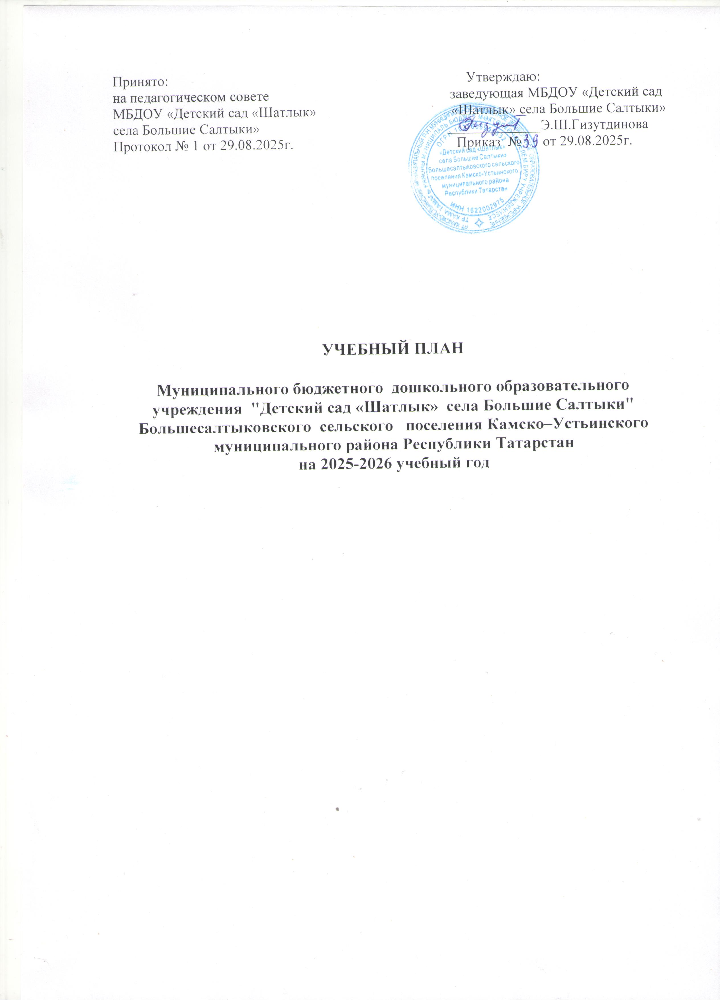 Принято:
на педагогическом совете
МБДОУ «Детский сад «Шатлык»
села Большие Салтыки»
Протокол № 1 от 29.08.2025г.
Утверждаю:
заведующая МБДОУ «Детский сад
«Шатлык» села Большие Салтыки»
Э.Ш.Гизутдинова
Приказ № 39 от 29.08.2025г.
«Детский сад «Шатлык»
села Большие Салтыки»
Большесалтыковского сельского
поселения Камско-Устьинского
муниципального района
Республики Татарстан
ИНН 1622002975
УЧЕБНЫЙ ПЛАН
Муниципального бюджетного дошкольного образовательного
учреждения "Детский сад «Шатлык» села Большие Салтыки"
Большесалтыковского сельского поселения Камско–Устьинского
муниципального района Республики Татарстан
на 2025-2026 учебный год